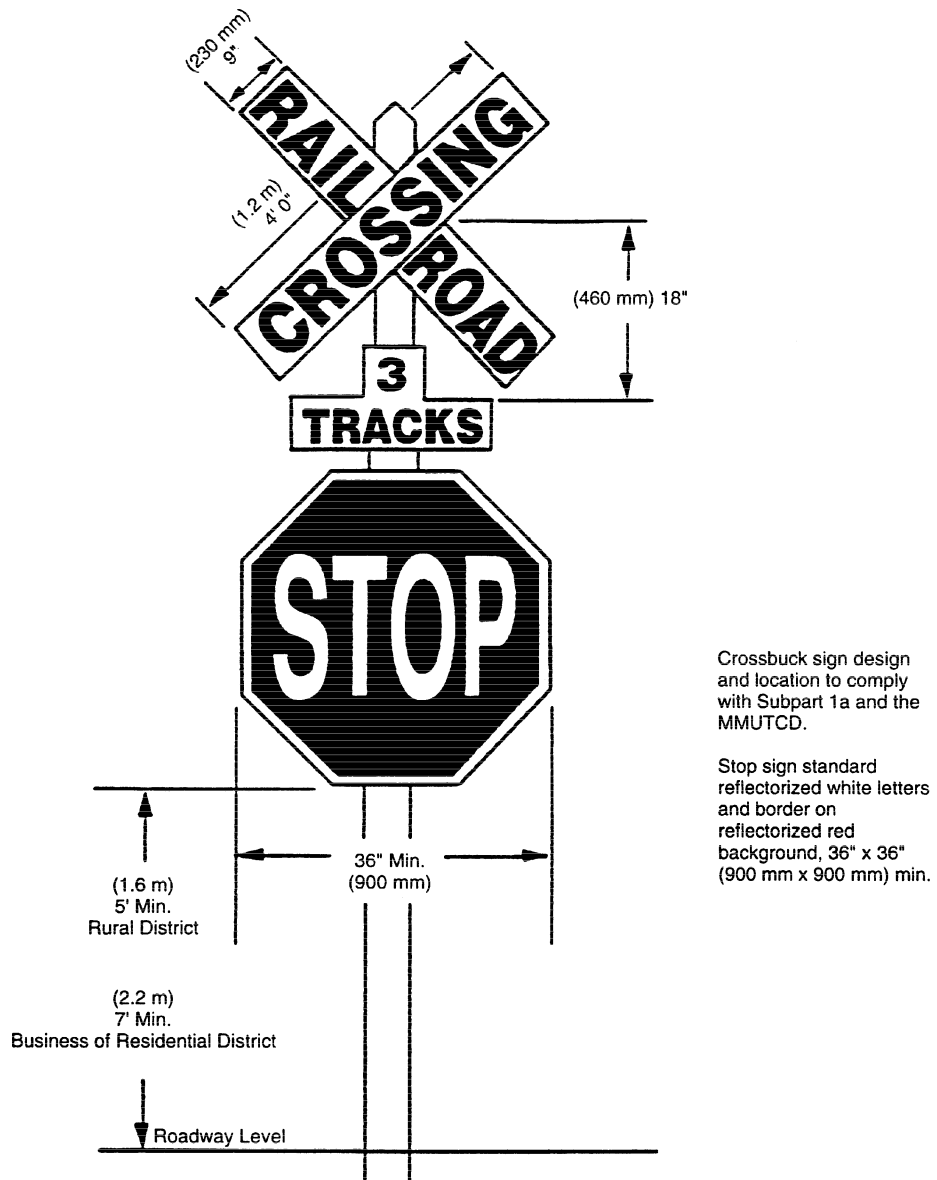 (230 mm)
9"
RAIL
CROSSING
ROAD
(1.2 m)
4' 0"
(460 mm) 18"
3
TRACKS
STOP
Crossbuck sign design
and location to comply
with Subpart 1a and the
MMUTCD.
Stop sign standard
reflectorized white letters
and border on
reflectorized red
background, 36" x 36"
(900 mm x 900 mm) min.
36" Min.
(900 mm)
(1.6 m)
5' Min.
Rural District
(2.2 m)
7' Min.
Business of Residential District
Roadway Level